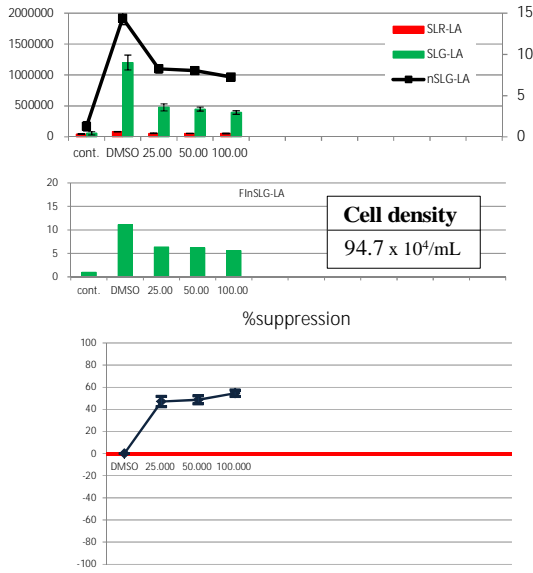 2000000
1500000
1000000
500000
0
15
10
5
0
SLR-LA
SLG-LA
nSLG-LA
cont. DMSO 25.00 50.00 100.00
20
15
10
5
0
FInSLG-LA
Cell density
94.7 x 10⁴/mL
cont. DMSO 25.00 50.00 100.00
%suppression
100
80
60
40
20
0
-20
-40
-60
-80
-100
DMSO 25.000 50.000 100.000